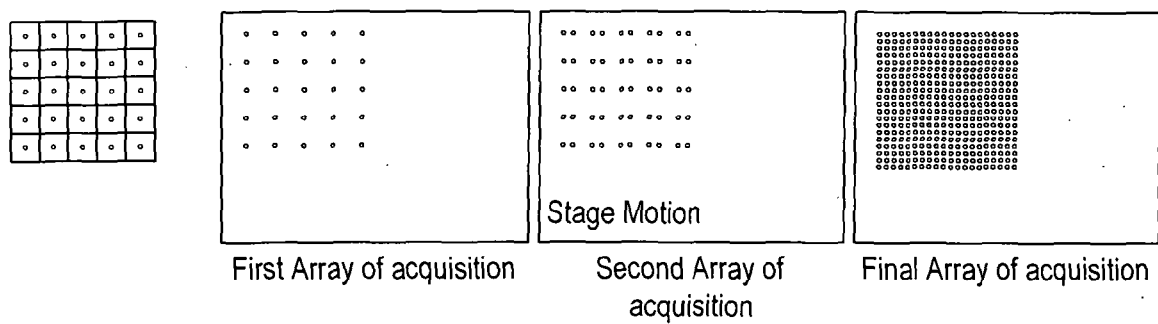 Stage Motion
First Array of acquisition
Second Array of
acquisition
Final Array of acquisition